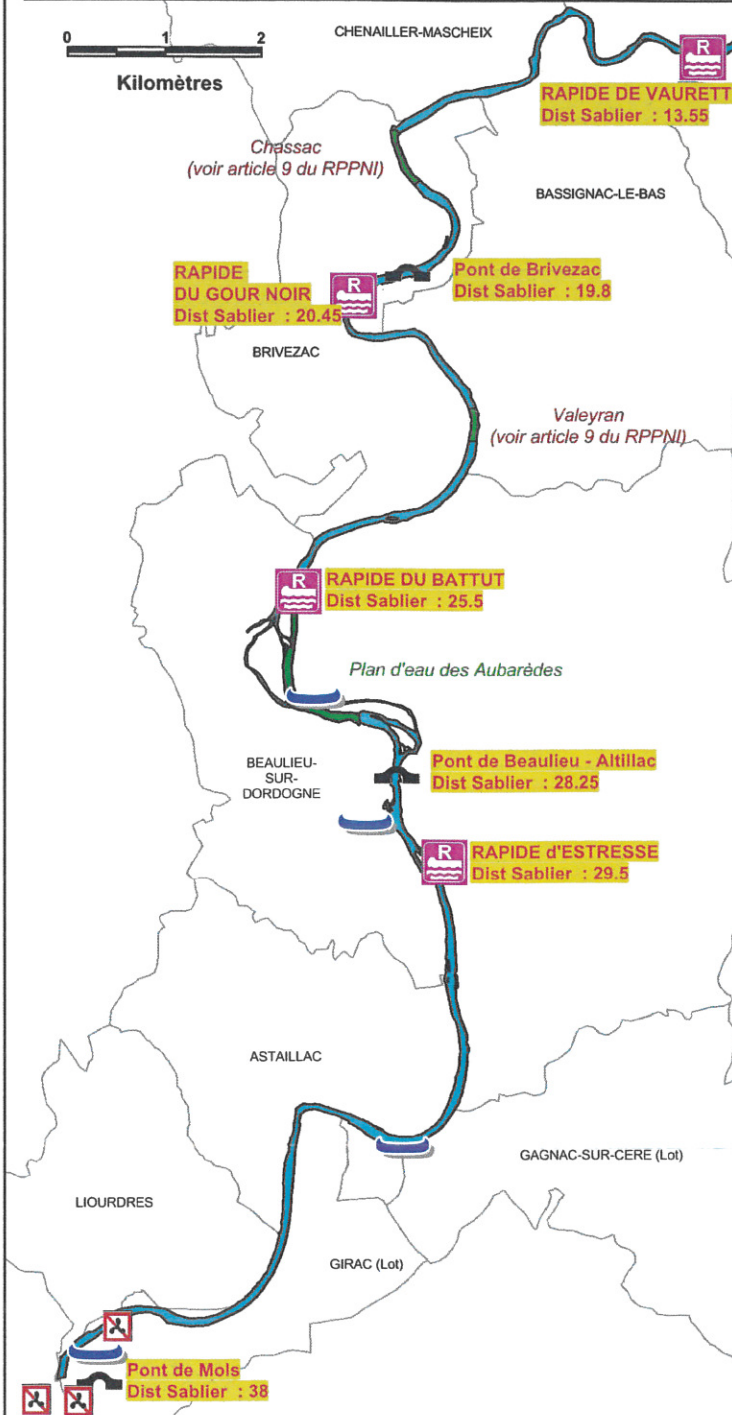 CHENAILLER-MASCHEIX
0 1 2
Kilomètres
R
RAPIDE DE VAURETT
Dist Sablier : 13.55
Chassac
(voir article 9 du RPPNI)
BASSIGNAC-LE-BAS
RAPIDE
DU GOUR NOIR
Dist Sablier : 20.45
R
Pont de Brivezac
Dist Sablier : 19.8
BRIVEZAC
Valeyran
(voir article 9 du RPPNI)
R
RAPIDE DU BATTUT
Dist Sablier : 25.5
Plan d'eau des Aubarèdes
BEAULIEU-
SUR-
DORDOGNE
Pont de Beaulieu - Altillac
Dist Sablier : 28.25
R
RAPIDE d'ESTRESSE
Dist Sablier : 29.5
ASTAILLAC
GAGNAC-SUR-CERE (Lot)
LIOURDRES
GIRAC (Lot)
Pont de Mols
Dist Sablier : 38